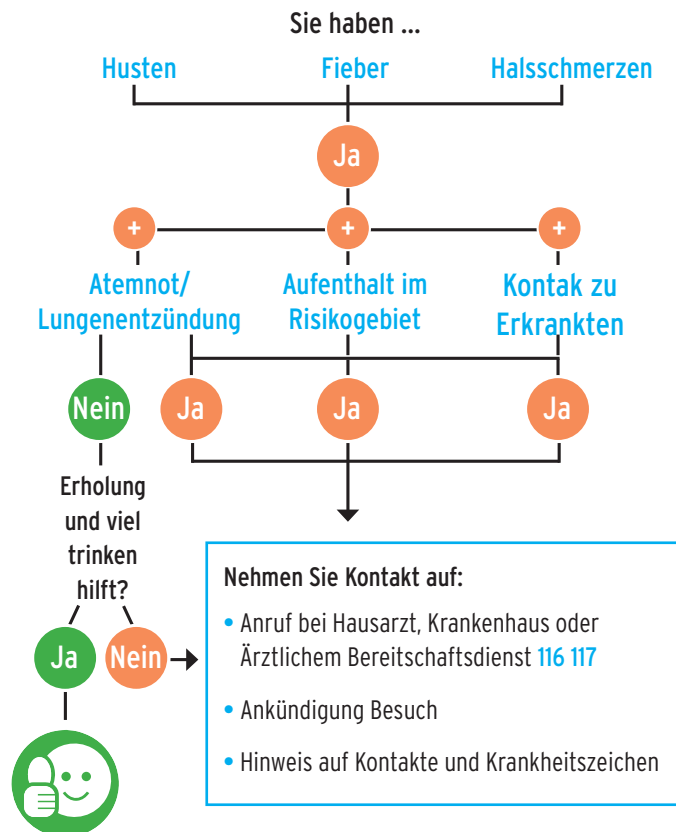 Sie haben ...
Husten
Fieber
Halsschmerzen
Ja
+
+
+
Atemnot/
Lungenentzündung
Aufenthalt im
Risikogebiet
Kontak zu
Erkrankten
Nein
Ja
Ja
Ja
Erholung
und viel
trinken
hilft?
Ja
Nein
Nehmen Sie Kontakt auf:
• Anruf bei Hausarzt, Krankenhaus oder
Ärztlichem Bereitschaftsdienst 116 117
• Ankündigung Besuch
• Hinweis auf Kontakte und Krankheitszeichen